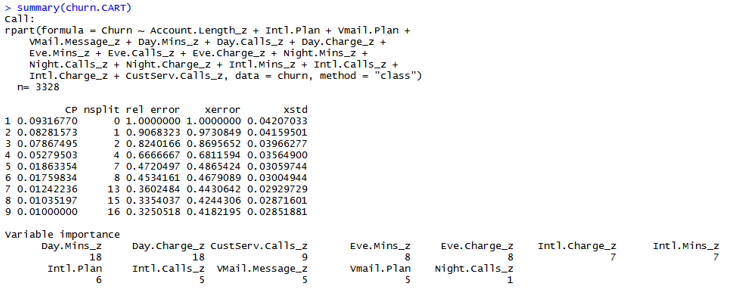 > summary(churn.CART)
Call:
rpart(formula = Churn ~ Account.Length_z + Intl.Plan + Vmail.Plan +
    VMail.Message_z + Day.Mins_z + Day.Calls_z + Day.Charge_z +
    Eve.Mins_z + Eve.Calls_z + Eve.Charge_z + Night.Mins_z +
    Night.Calls_z + Night.Charge_z + Intl.Mins_z + Intl.Calls_z +
    Intl.Charge_z + CustServ.Calls_z, data = churn, method = "class")
  n= 3328
CP nsplit rel error xerror xstd
1 0.09316770 0 1.0000000 1.0000000 0.04207033
2 0.08281573 1 0.9068323 0.9730849 0.04159501
3 0.07867495 2 0.8240166 0.8695652 0.03966277
4 0.05279503 4 0.6666667 0.6811594 0.03564900
5 0.01863354 7 0.4720497 0.4865424 0.03059744
6 0.01759834 8 0.4534161 0.4679089 0.03004944
7 0.01242236 13 0.3602484 0.4430642 0.02929729
8 0.01035197 15 0.3354037 0.4244306 0.02871601
9 0.01000000 16 0.3250518 0.4182195 0.02851881
Variable importance
Day.Mins_z Day.Charge_z CustServ.Calls_z Eve.Mins_z Eve.Charge_z Intl.Charge_z Intl.Mins_z
18 18 9 8 8 7 7
Intl.Plan Intl.Calls_z VMail.Message_z Vmail.Plan Night.Calls_z
6 5 5 5 1